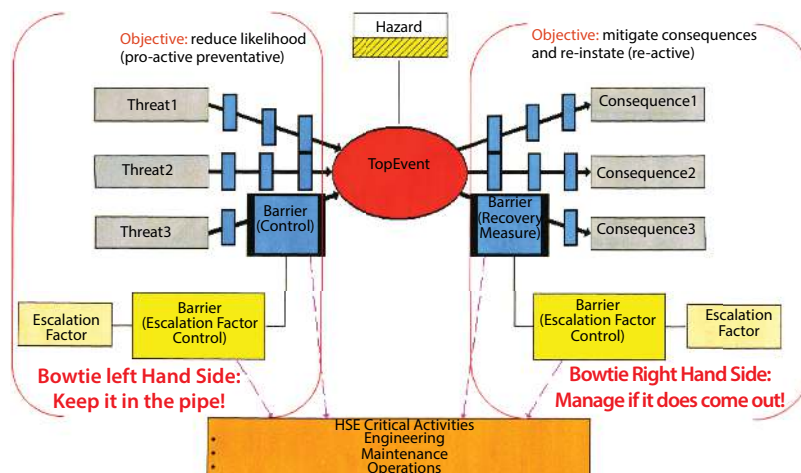 Hazard
Objective: reduce likelihood
(pro-active preventative)
Objective: mitigate consequences
and re-instate (re-active)
Threat1
Threat2
Threat3
Barrier
(Control)
TopEvent
Barrier
(Recovery
Measure)
Consequence1
Consequence2
Consequence3
Escalation
Factor
Barrier
(Escalation Factor
Control)
Barrier
(Escalation Factor
Control)
Escalation
Factor
Bowtie left Hand Side:
Keep it in the pipe!
Bowtie Right Hand Side:
Manage if it does come out!
HSE Critical Activities
• Engineering
• Maintenance
• Operations